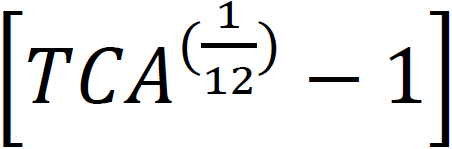 [TCA^(1/12) − 1]